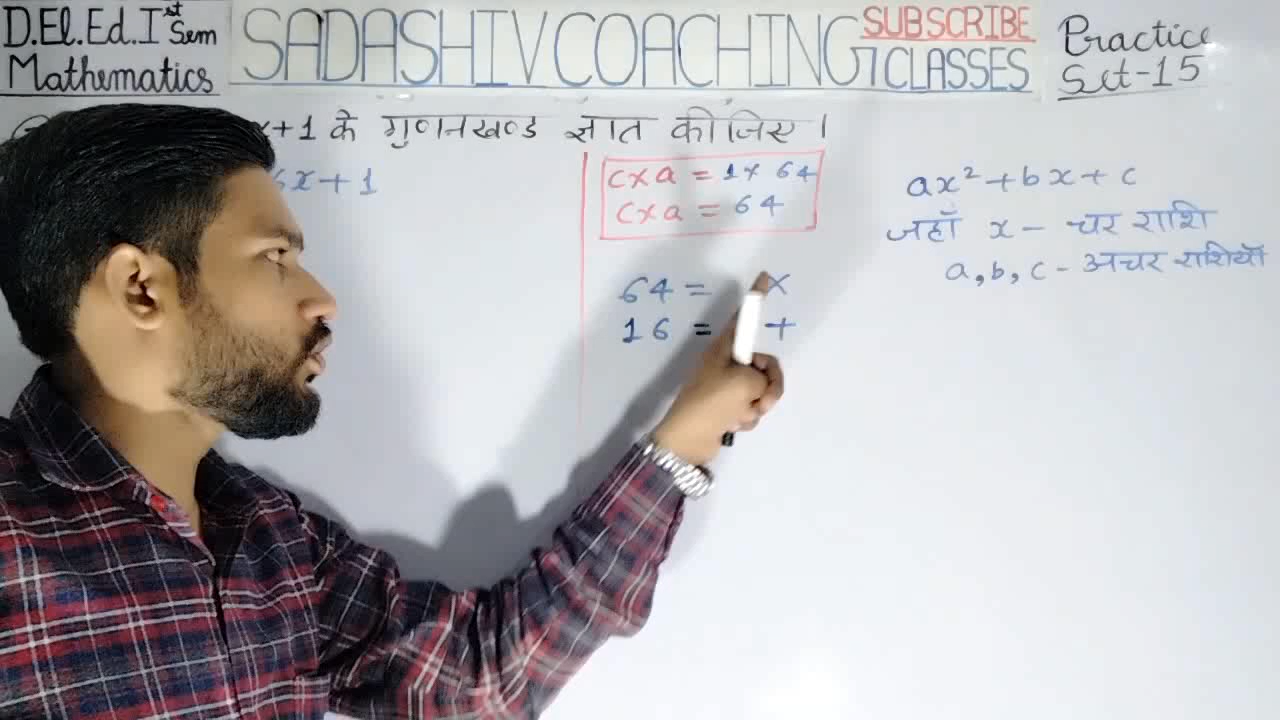 D.El.Ed.Ist Sem
Mathematics
SADASHIV COACHING CLASSES
SUBSCRIBE
Practice
Set-15
x+1 के गुणनखण्ड ज्ञात कीजिए ।
6x+1
c×a = 1× 64
c×a = 64
64 = ×
16 = +
ax²+bx+c
जहाँ x - चर राशि
a,b,c - अचर राशियाँ